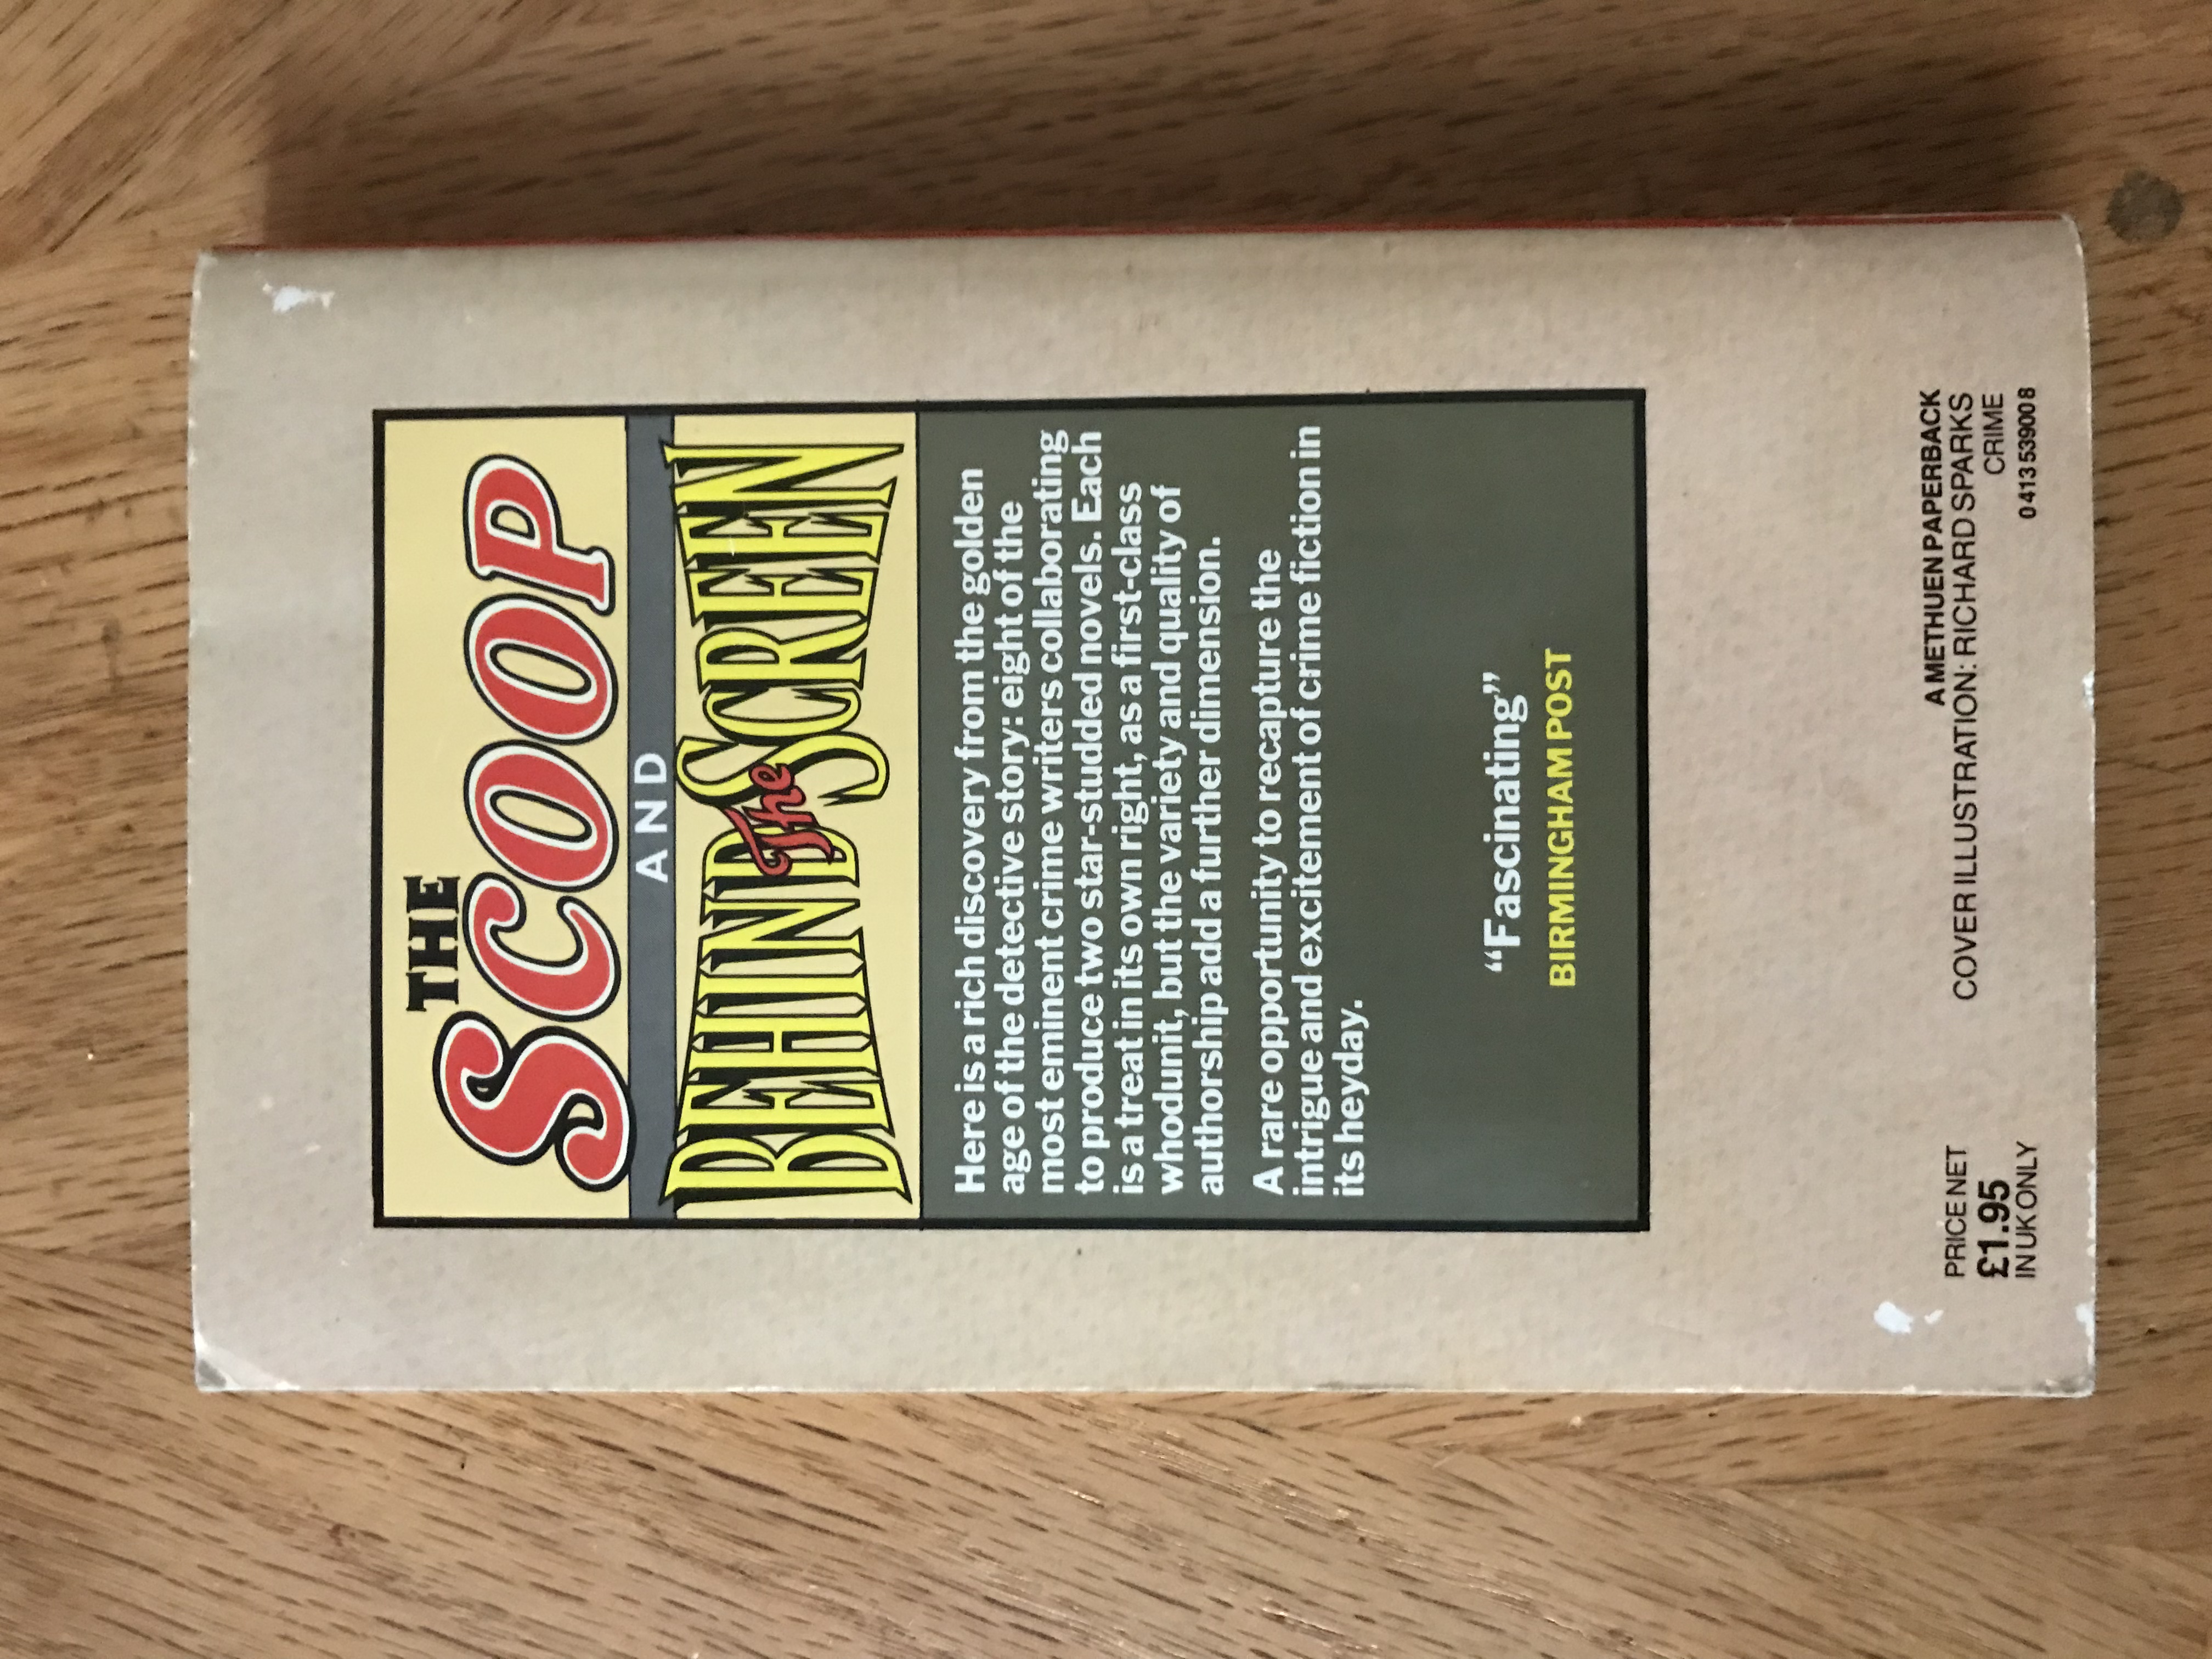 THE
SCOOP
AND
BEHIND The SCREEN
Here is a rich discovery from the golden
age of the detective story: eight of the
most eminent crime writers collaborating
to produce two star-studded novels. Each
is a treat in its own right, as a first-class
whodunit, but the variety and quality of
authorship add a further dimension.
A rare opportunity to recapture the
intrigue and excitement of crime fiction in
its heyday.
“Fascinating”
BIRMINGHAM POST
PRICE NET
£1.95
IN UK ONLY
A METHUEN PAPERBACK
COVER ILLUSTRATION: RICHARD SPARKS
CRIME
0 413 53900 8